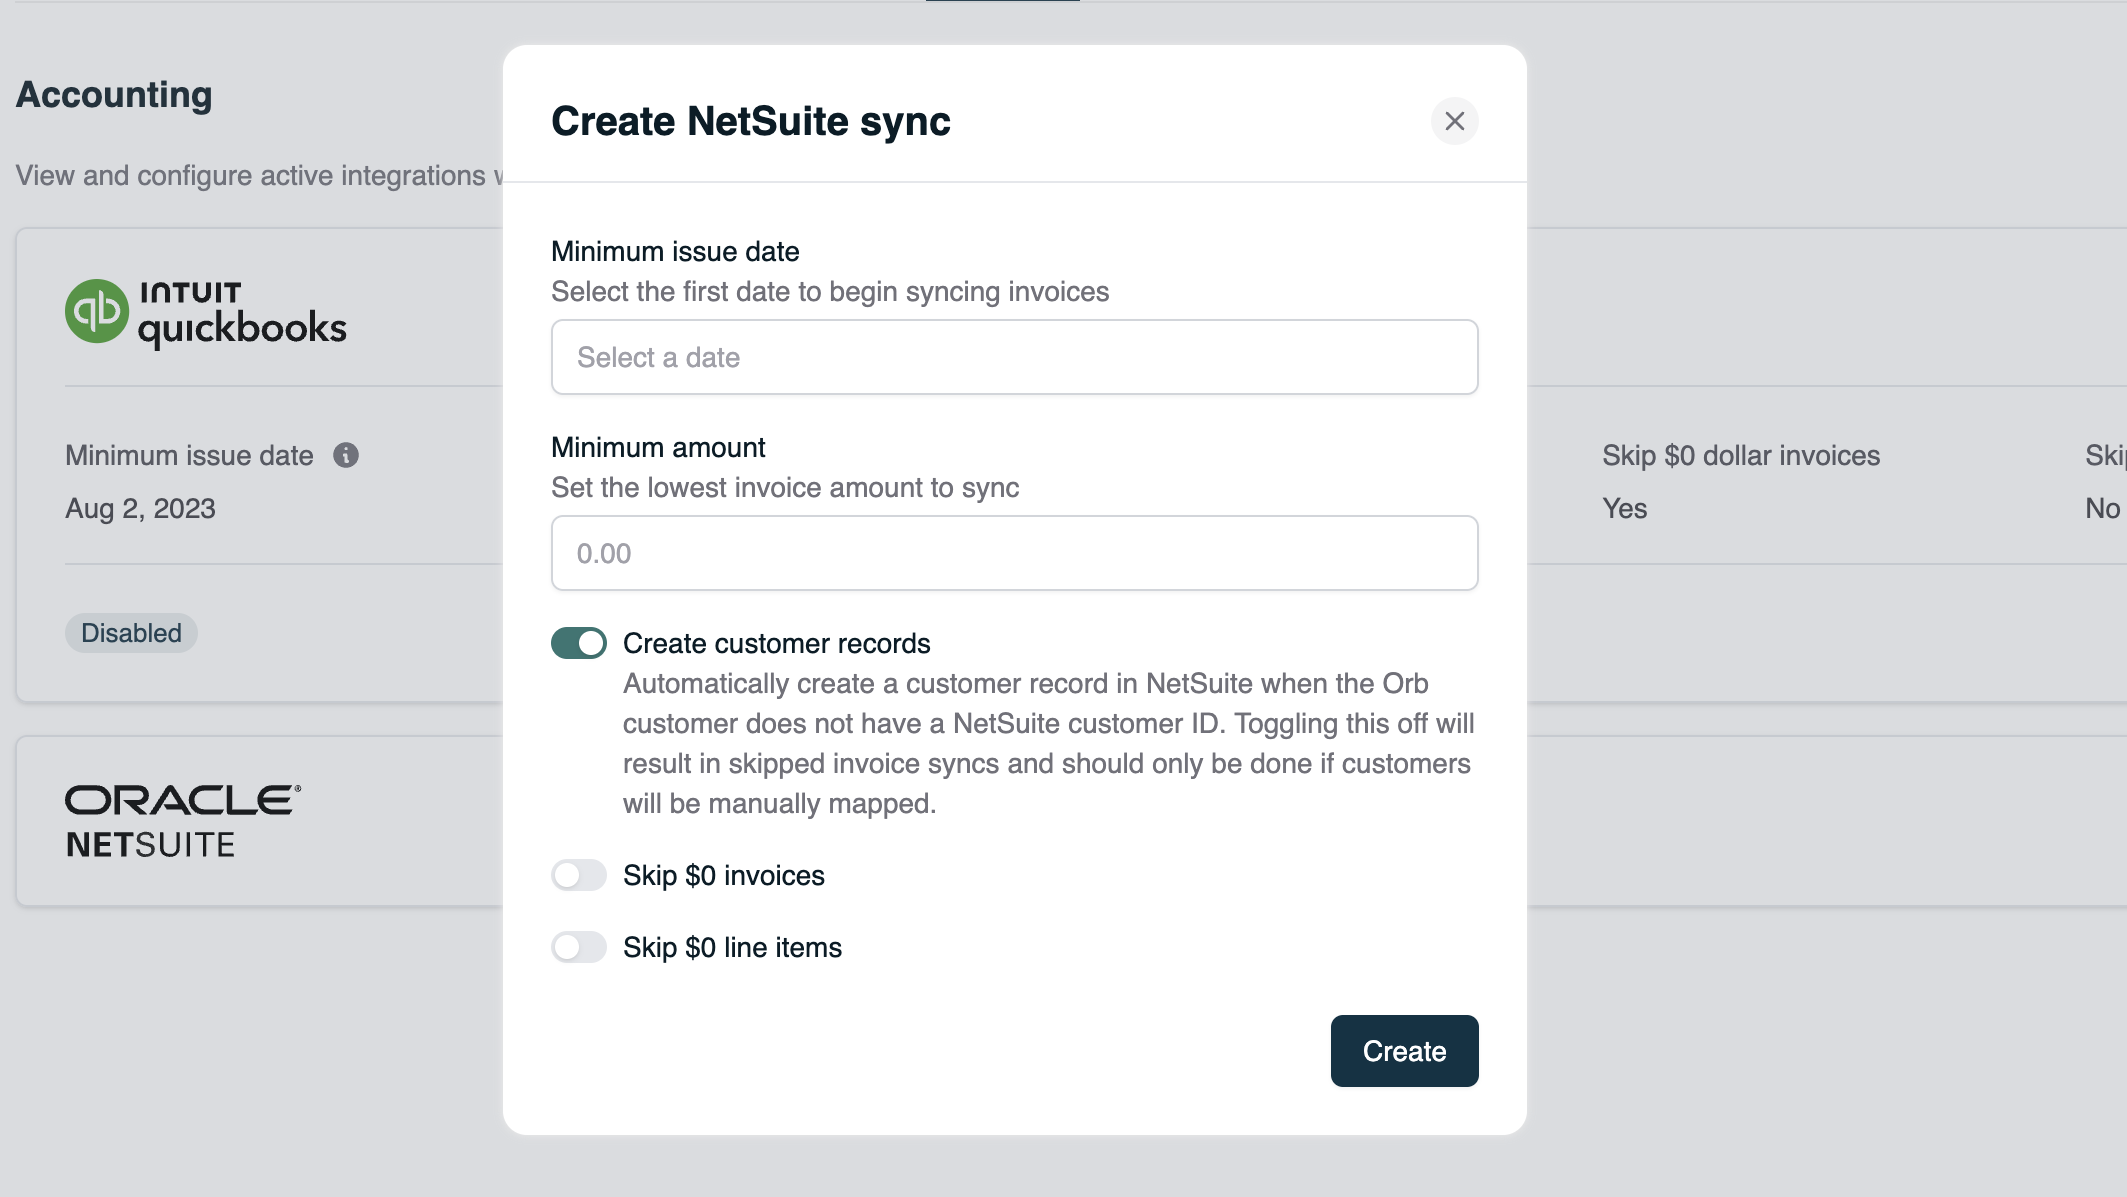 Accounting
View and configure active integrations
INTUIT
quickbooks
Minimum issue date
Aug 2, 2023
Disabled
Skip $0 dollar invoices
Yes
No
ORACLE®
NETSUITE
Create NetSuite sync
Minimum issue date
Select the first date to begin syncing invoices
Select a date
Minimum amount
Set the lowest invoice amount to sync
0.00
Create customer records
Automatically create a customer record in NetSuite when the Orb
customer does not have a NetSuite customer ID. Toggling this off will
result in skipped invoice syncs and should only be done if customers
will be manually mapped.
Skip $0 invoices
Skip $0 line items
Create